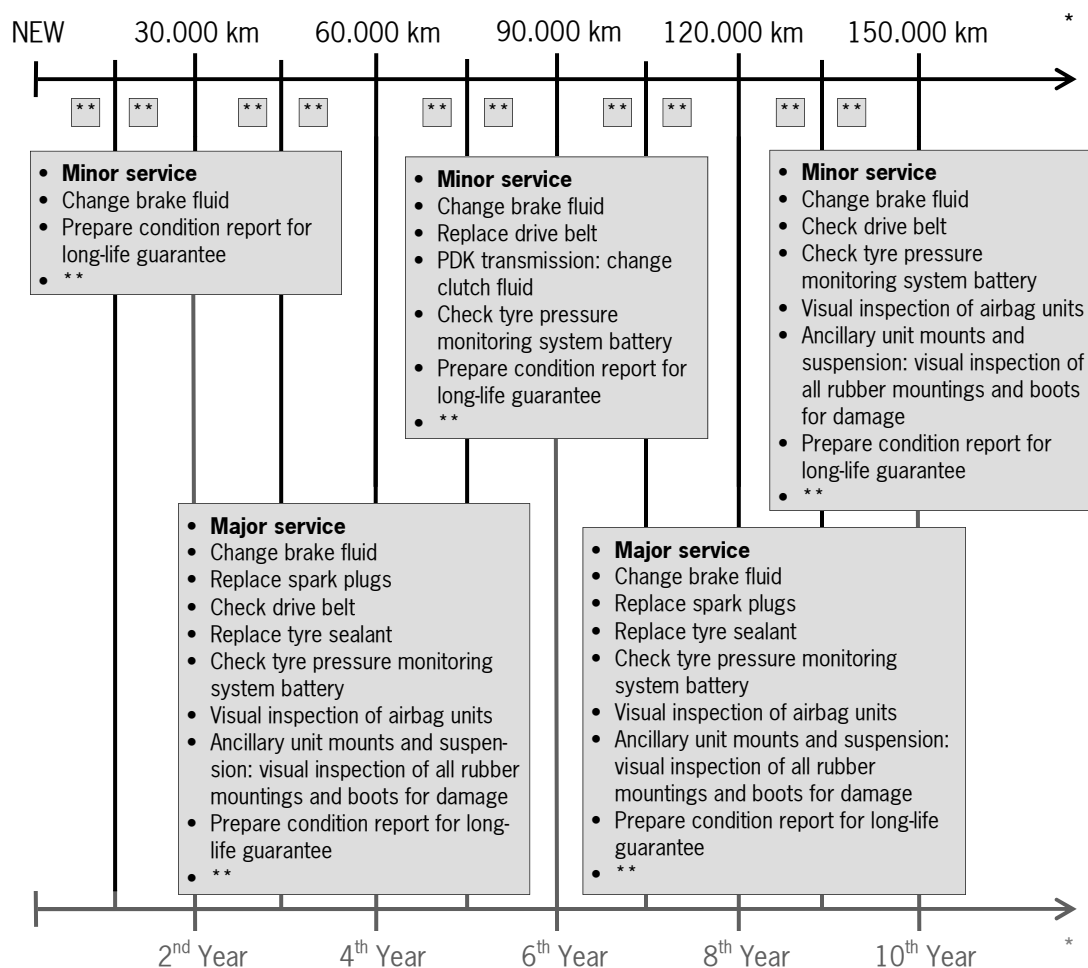 NEW 30.000 km 60.000 km 90.000 km 120.000 km 150.000 km *
** ** ** ** ** ** ** ** ** **
• Minor service
• Change brake fluid
• Prepare condition report for
long-life guarantee
• **
• Minor service
• Change brake fluid
• Replace drive belt
• PDK transmission: change
clutch fluid
• Check tyre pressure
monitoring system battery
• Prepare condition report for
long-life guarantee
• **
• Minor service
• Change brake fluid
• Check drive belt
• Check tyre pressure
monitoring system battery
• Visual inspection of airbag units
• Ancillary unit mounts and
suspension: visual inspection of
all rubber mountings and boots
for damage
• Prepare condition report for
long-life guarantee
• **
• Major service
• Change brake fluid
• Replace spark plugs
• Check drive belt
• Replace tyre sealant
• Check tyre pressure monitoring
system battery
• Visual inspection of airbag units
• Ancillary unit mounts and suspen-
sion: visual inspection of all rubber
mountings and boots for damage
• Prepare condition report for long-
life guarantee
• **
• Major service
• Change brake fluid
• Replace spark plugs
• Replace tyre sealant
• Check tyre pressure monitoring
system battery
• Visual inspection of airbag units
• Ancillary unit mounts and suspension:
visual inspection of all rubber
mountings and boots for damage
• Prepare condition report for long-life
guarantee
• **
2nd Year 4th Year 6th Year 8th Year 10th Year *